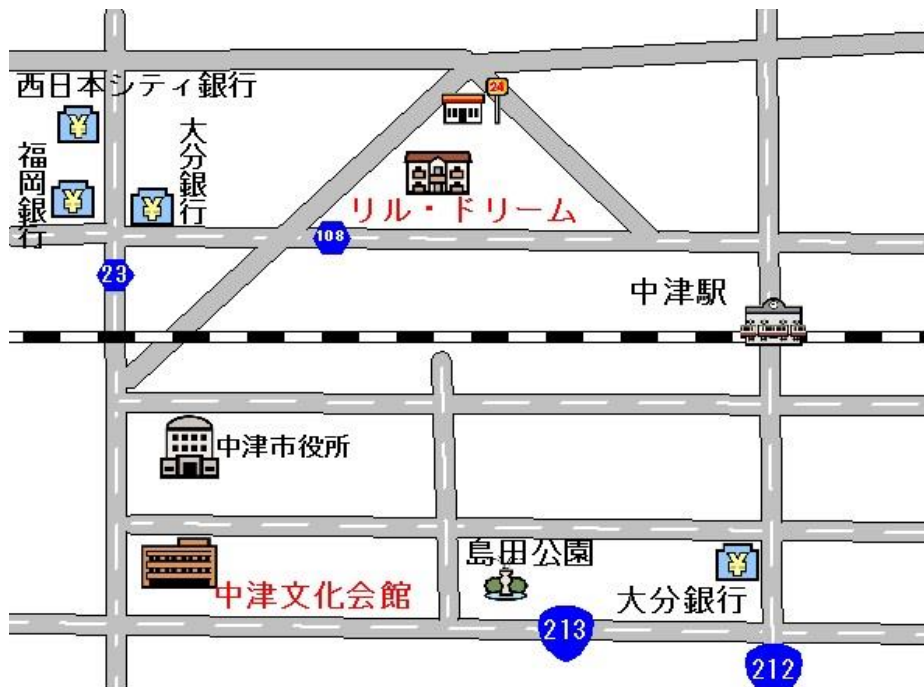 西日本シティ銀行
24
大分銀行
福岡銀行
リル・ドリーム
108
23
中津駅
中津市役所
島田公園
中津文化会館
大分銀行
213
212